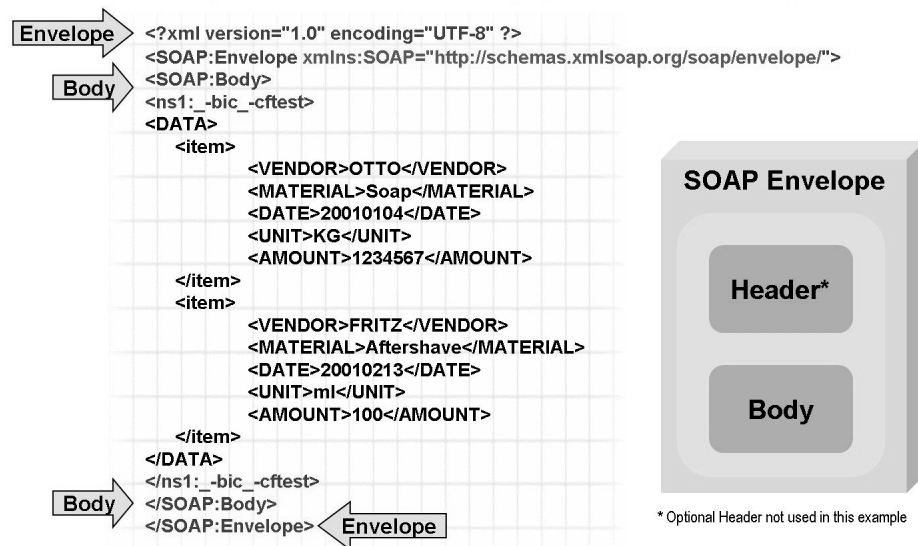 Envelope
<?xml version="1.0" encoding="UTF-8" ?>
<SOAP:Envelope xmlns:SOAP="http://schemas.xmlsoap.org/soap/envelope/">
Body
<SOAP:Body>
<ns1:_-bic_-cftest>
<DATA>
<item>
<VENDOR>OTTO</VENDOR>
<MATERIAL>Soap</MATERIAL>
<DATE>20010104</DATE>
<UNIT>KG</UNIT>
<AMOUNT>1234567</AMOUNT>
</item>
<item>
<VENDOR>FRITZ</VENDOR>
<MATERIAL>Aftershave</MATERIAL>
<DATE>20010213</DATE>
<UNIT>ml</UNIT>
<AMOUNT>100</AMOUNT>
</item>
</DATA>
</ns1:_-bic_-cftest>
Body
</SOAP:Body>
</SOAP:Envelope>
Envelope
SOAP Envelope
Header*
Body
* Optional Header not used in this example